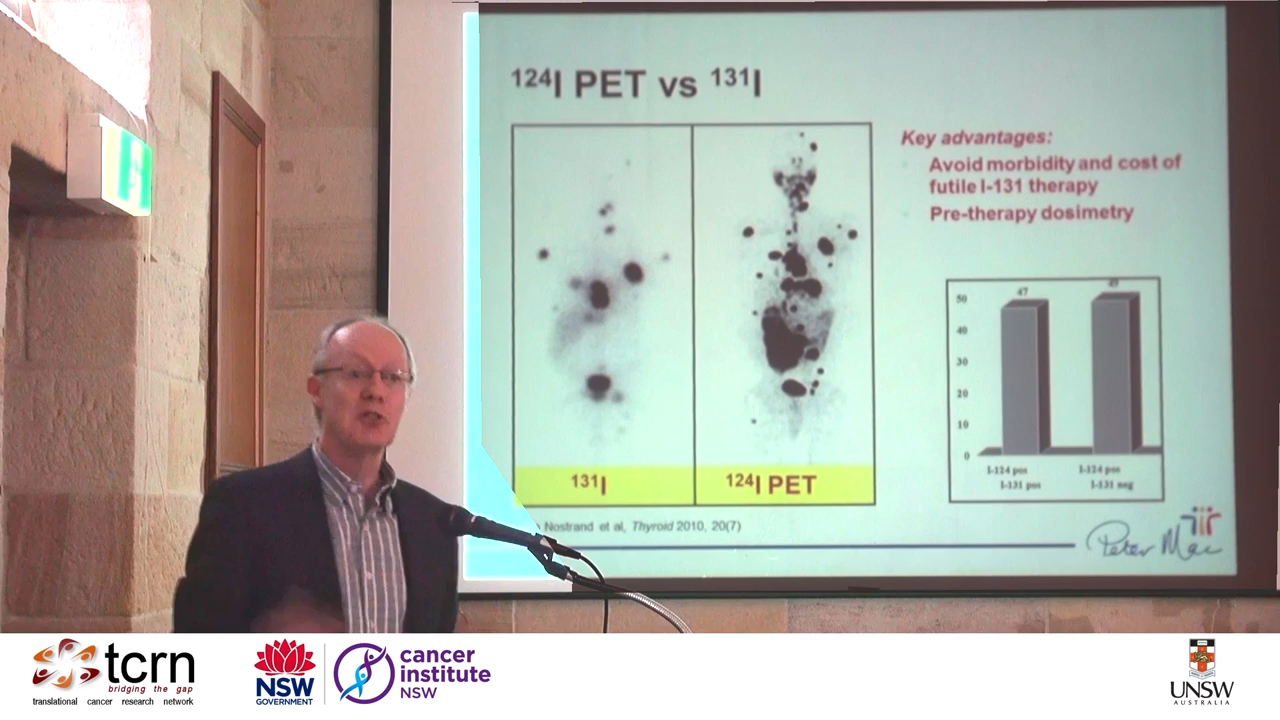 ¹²⁴I PET vs ¹³¹I
Key advantages:
Avoid morbidity and cost of
futile I-131 therapy
Pre-therapy dosimetry
¹³¹I
¹²⁴I PET
Nostrand et al, Thyroid 2010, 20(7)
47
50
40
30
20
10
0
I-124 pos
I-131 pos
I-124 pos
I-131 neg
Peter Mac
tcrn
bridging the gap
translational cancer research network
NSW
GOVERNMENT
cancer
institute
NSW
UNSW
AUSTRALIA